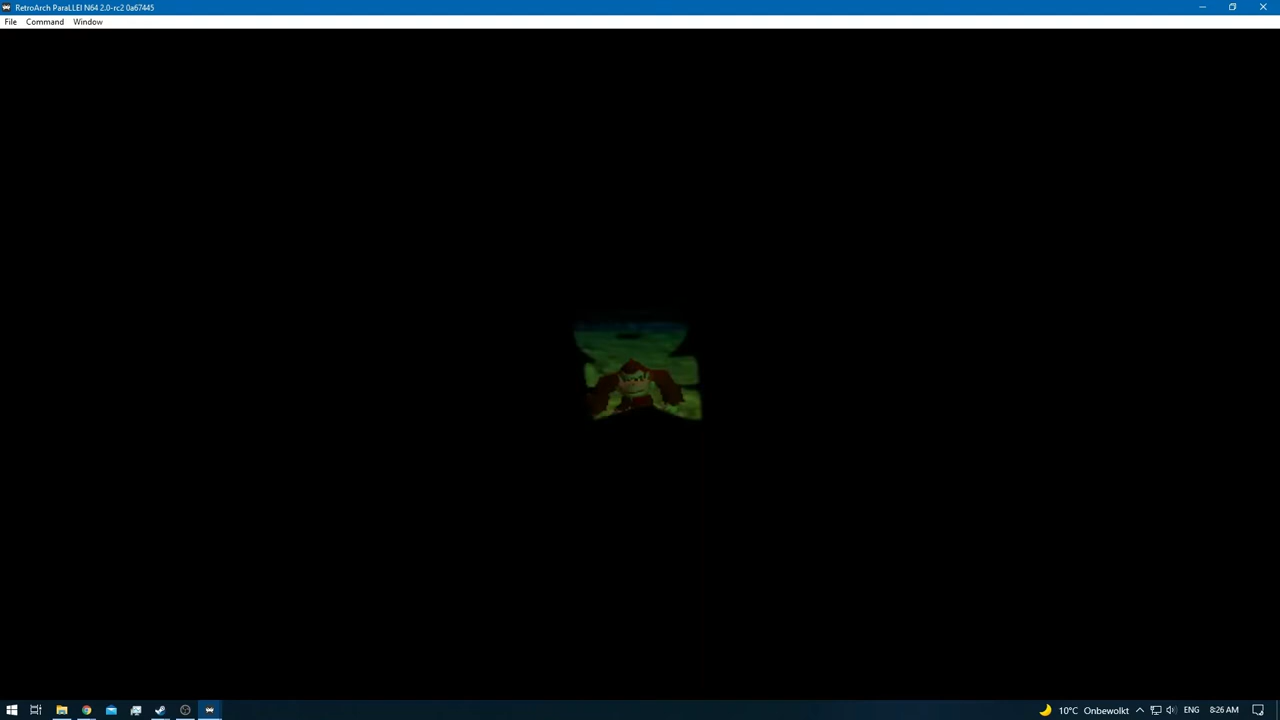 RetroArch ParaLLEl N64 2.0-rc2 0a67445
File Command Window
10°C Onbewolkt ENG 8:26 AM